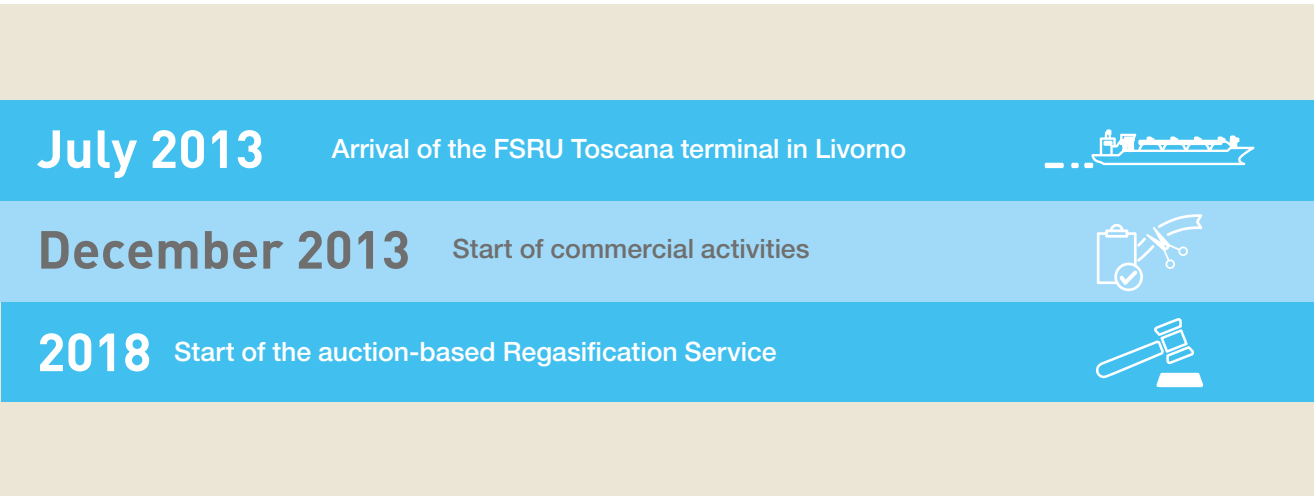 July 2013 Arrival of the FSRU Toscana terminal in Livorno
December 2013 Start of commercial activities
2018 Start of the auction-based Regasification Service